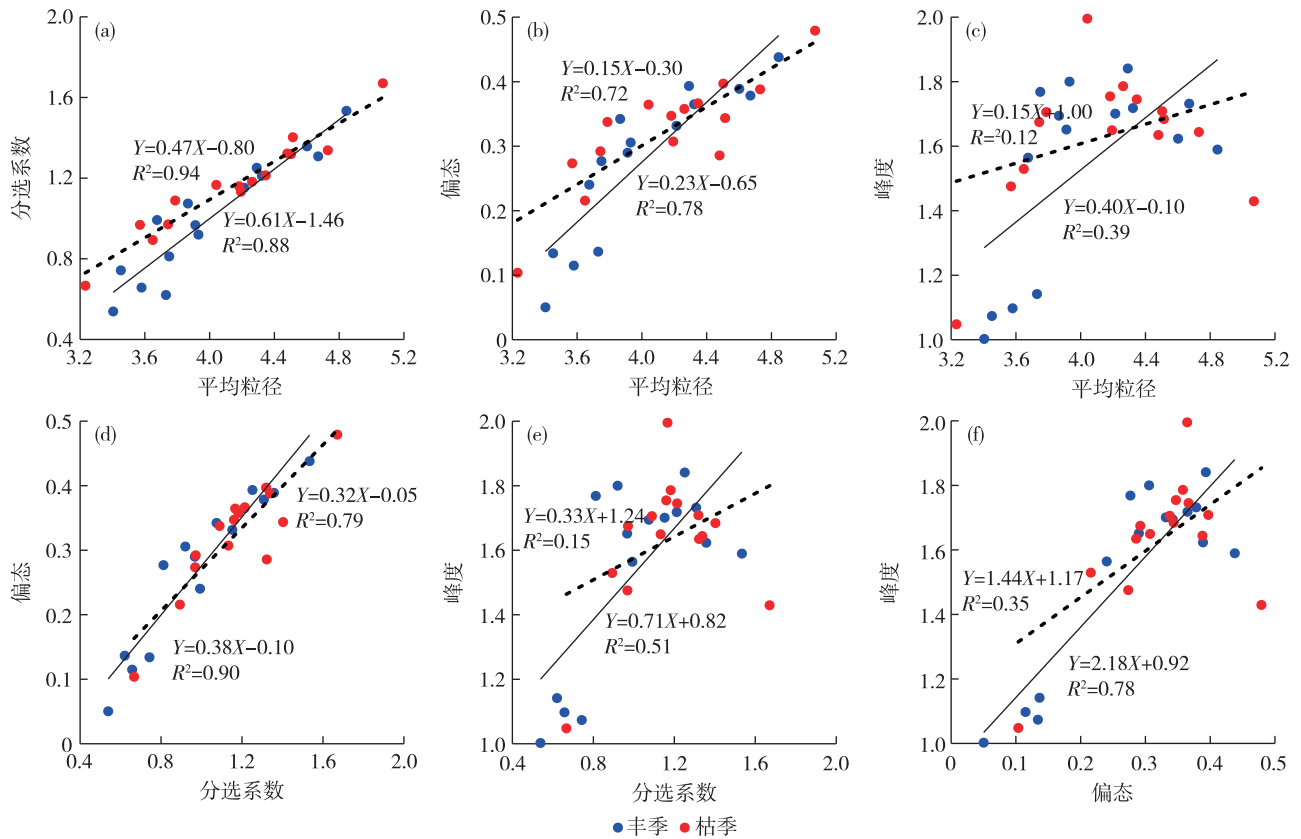 (a)
2.0
1.6
1.2
0.8
0.4
分选系数
Y=0.47X−0.80
R²=0.94
Y=0.61X−1.46
R²=0.88
3.2 3.6 4.0 4.4 4.8 5.2
平均粒径
(b)
0.5
0.4
0.3
0.2
0.1
0
偏态
Y=0.15X−0.30
R²=0.72
Y=0.23X−0.65
R²=0.78
3.2 3.6 4.0 4.4 4.8 5.2
平均粒径
(c)
2.0
1.8
1.6
1.4
1.2
1.0
峰度
Y=0.15X+1.00
R=²0.12
Y=0.40X−0.10
R²=0.39
3.2 3.6 4.0 4.4 4.8 5.2
平均粒径
(d)
0.5
0.4
0.3
0.2
0.1
0
偏态
Y=0.32X−0.05
R²=0.79
Y=0.38X−0.10
R²=0.90
0.4 0.8 1.2 1.6 2.0
分选系数
(e)
2.0
1.8
1.6
1.4
1.2
1.0
峰度
Y=0.33X+1.24
R²=0.15
Y=0.71X+0.82
R²=0.51
0.4 0.8 1.2 1.6 2.0
分选系数
(f)
2.0
1.8
1.6
1.4
1.2
1.0
峰度
Y=1.44X+1.17
R²=0.35
Y=2.18X+0.92
R²=0.78
0 0.1 0.2 0.3 0.4 0.5
偏态
丰季 枯季